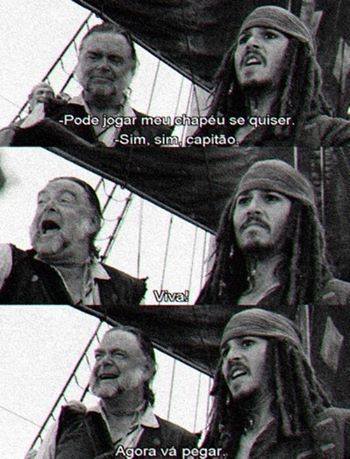 -Pode jogar meu chapéu se quiser.
-Sim, sim, capitão.
Viva!
Agora vá pegar.